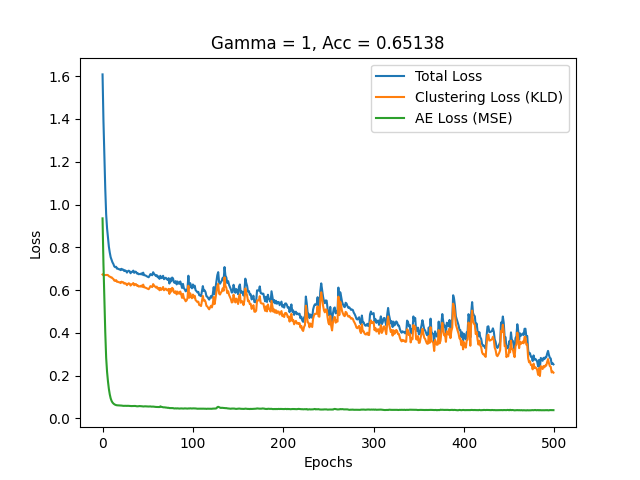 Gamma = 1, Acc = 0.65138
Total Loss
Clustering Loss (KLD)
AE Loss (MSE)
Loss
1.6
1.4
1.2
1.0
0.8
0.6
0.4
0.2
0.0
0 100 200 300 400 500
Epochs